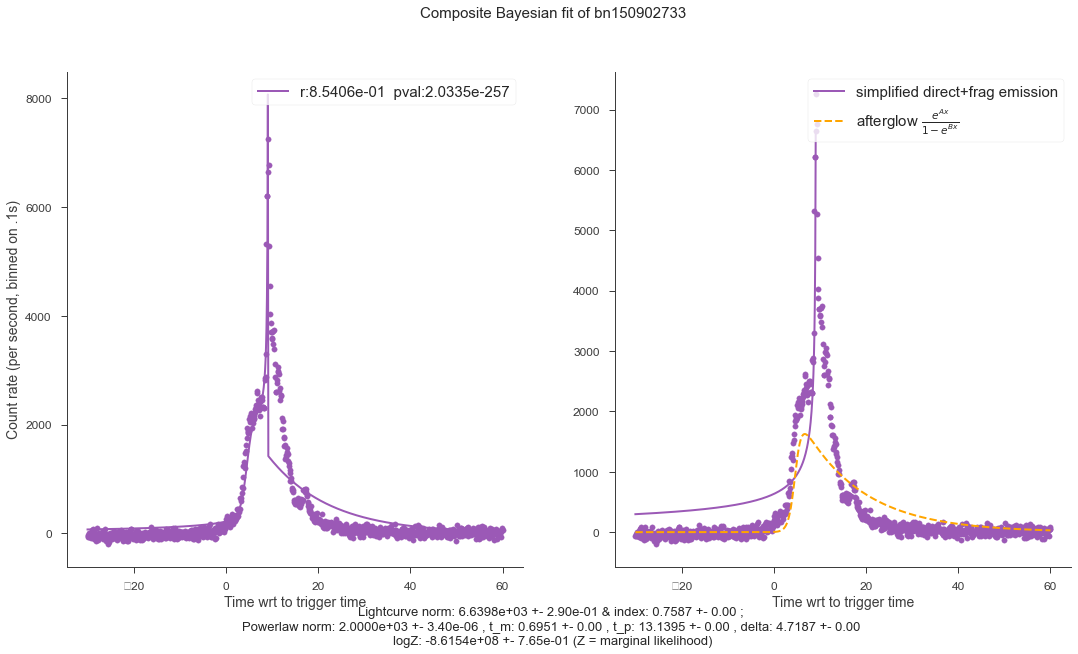 Composite Bayesian fit of bn150902733
r:8.5406e-01 pval:2.0335e-257
8000
6000
4000
2000
0
Count rate (per second, binned on .1s)
□20
0
20
40
60
Time wrt to trigger time
simplified direct+frag emission
afterglow e^{Ax}/(1−e^{Bx})
7000
6000
5000
4000
3000
2000
1000
0
□20
0
20
40
60
Time wrt to trigger time
Lightcurve norm: 6.6398e+03 +- 2.90e-01 & index: 0.7587 +- 0.00 ;
Powerlaw norm: 2.0000e+03 +- 3.40e-06 , t_m: 0.6951 +- 0.00 , t_p: 13.1395 +- 0.00 , delta: 4.7187 +- 0.00
logZ: -8.6154e+08 +- 7.65e-01 (Z = marginal likelihood)